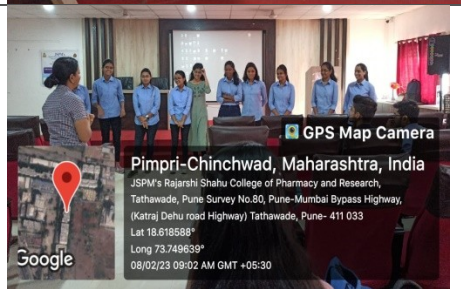 GPS Map Camera
Pimpri-Chinchwad, Maharashtra, India
JSPM's Rajarshi Shahu College of Pharmacy and Research,
Tathawade, Pune Survey No.80, Pune-Mumbai Bypass Highway,
(Katraj Dehu road Highway) Tathawade, Pune- 411 033
Lat 18.618588°
Long 73.749639°
08/02/23 09:02 AM GMT +05:30
Google